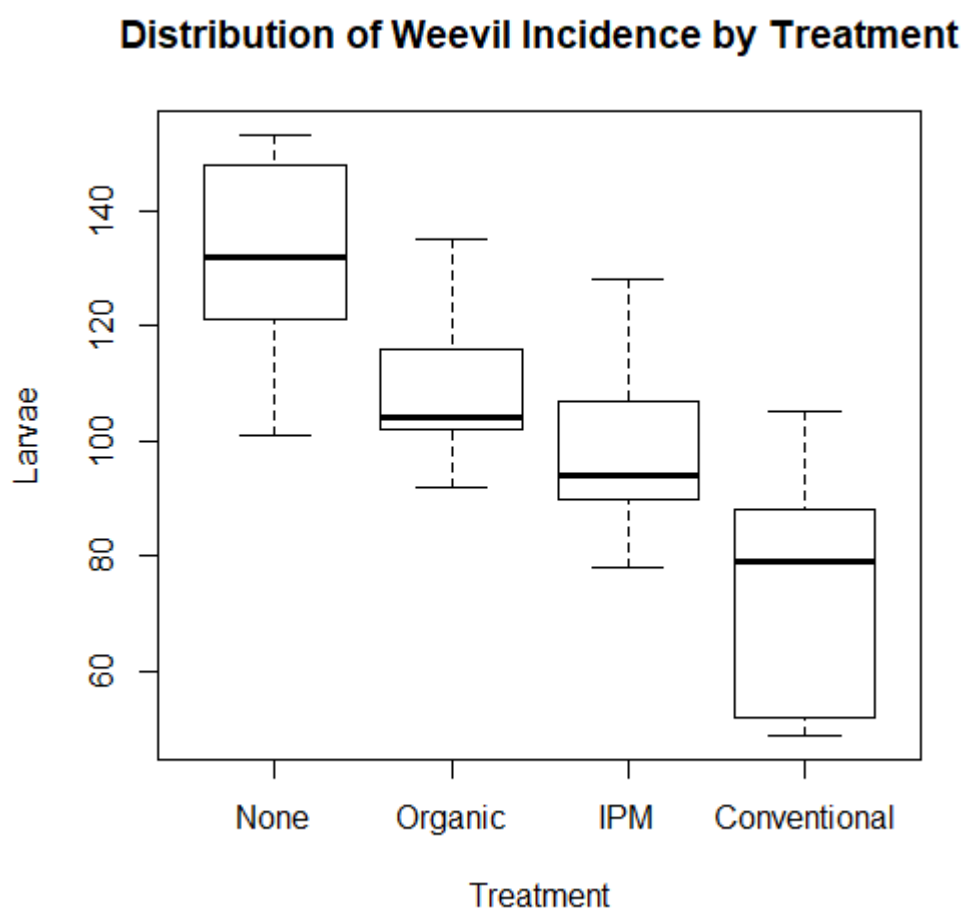 Distribution of Weevil Incidence by Treatment
Larvae
140
120
100
80
60
None Organic IPM Conventional
Treatment